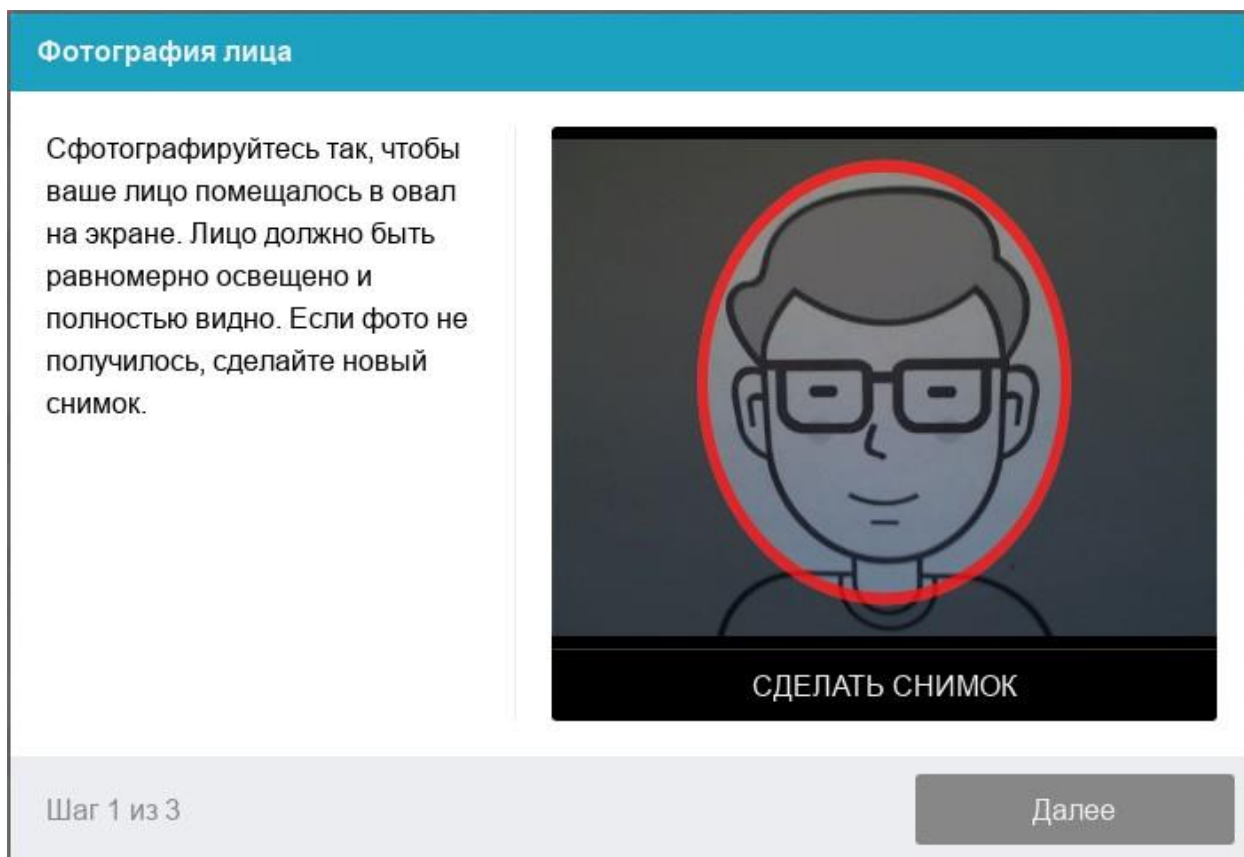 Фотография лица
Сфотографируйтесь так, чтобы
ваше лицо помещалось в овал
на экране. Лицо должно быть
равномерно освещено и
полностью видно. Если фото не
получилось, сделайте новый
снимок.
СДЕЛАТЬ СНИМОК
Шаг 1 из 3
Далее